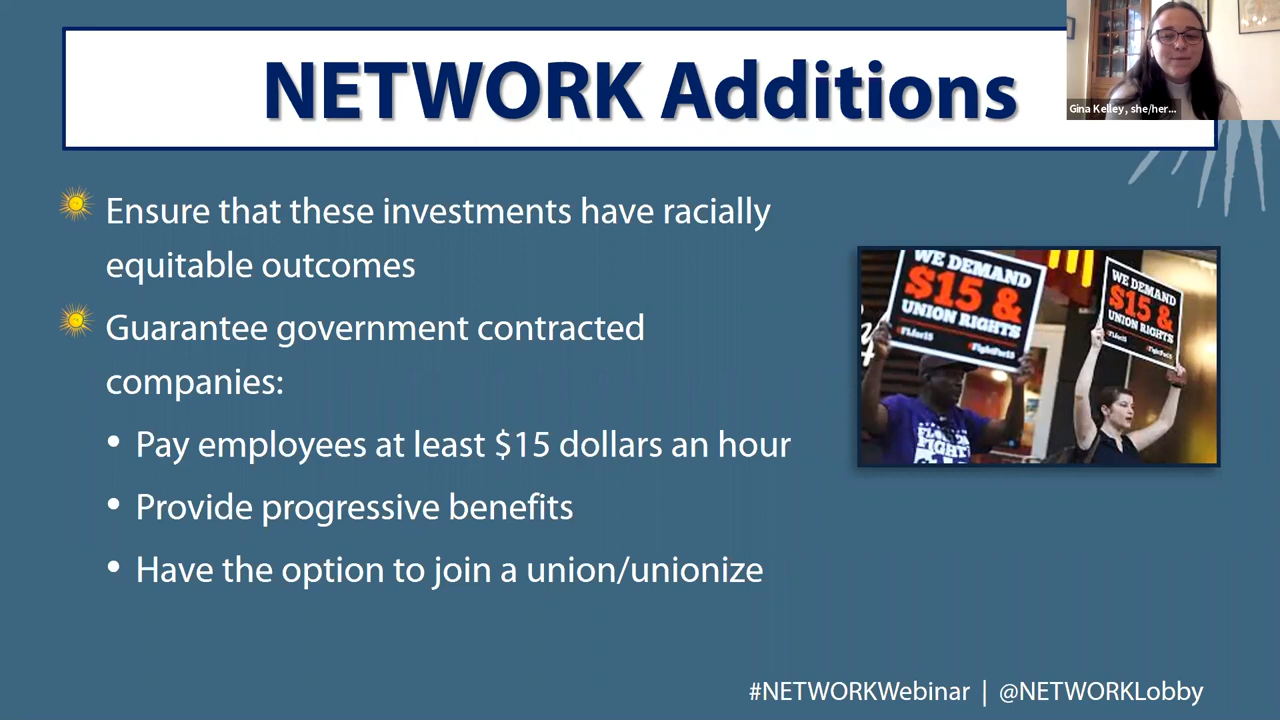 NETWORK Additions
Gina Kelley, she/her...
Ensure that these investments have racially
equitable outcomes
Guarantee government contracted
companies:
• Pay employees at least $15 dollars an hour
• Provide progressive benefits
• Have the option to join a union/unionize
WE DEMAND
$15 &
UNION RIGHTS
#FightFor15
WE DEMAND
$15 &
UNION RIGHTS
#NETWORKWebinar | @NETWORKLobby